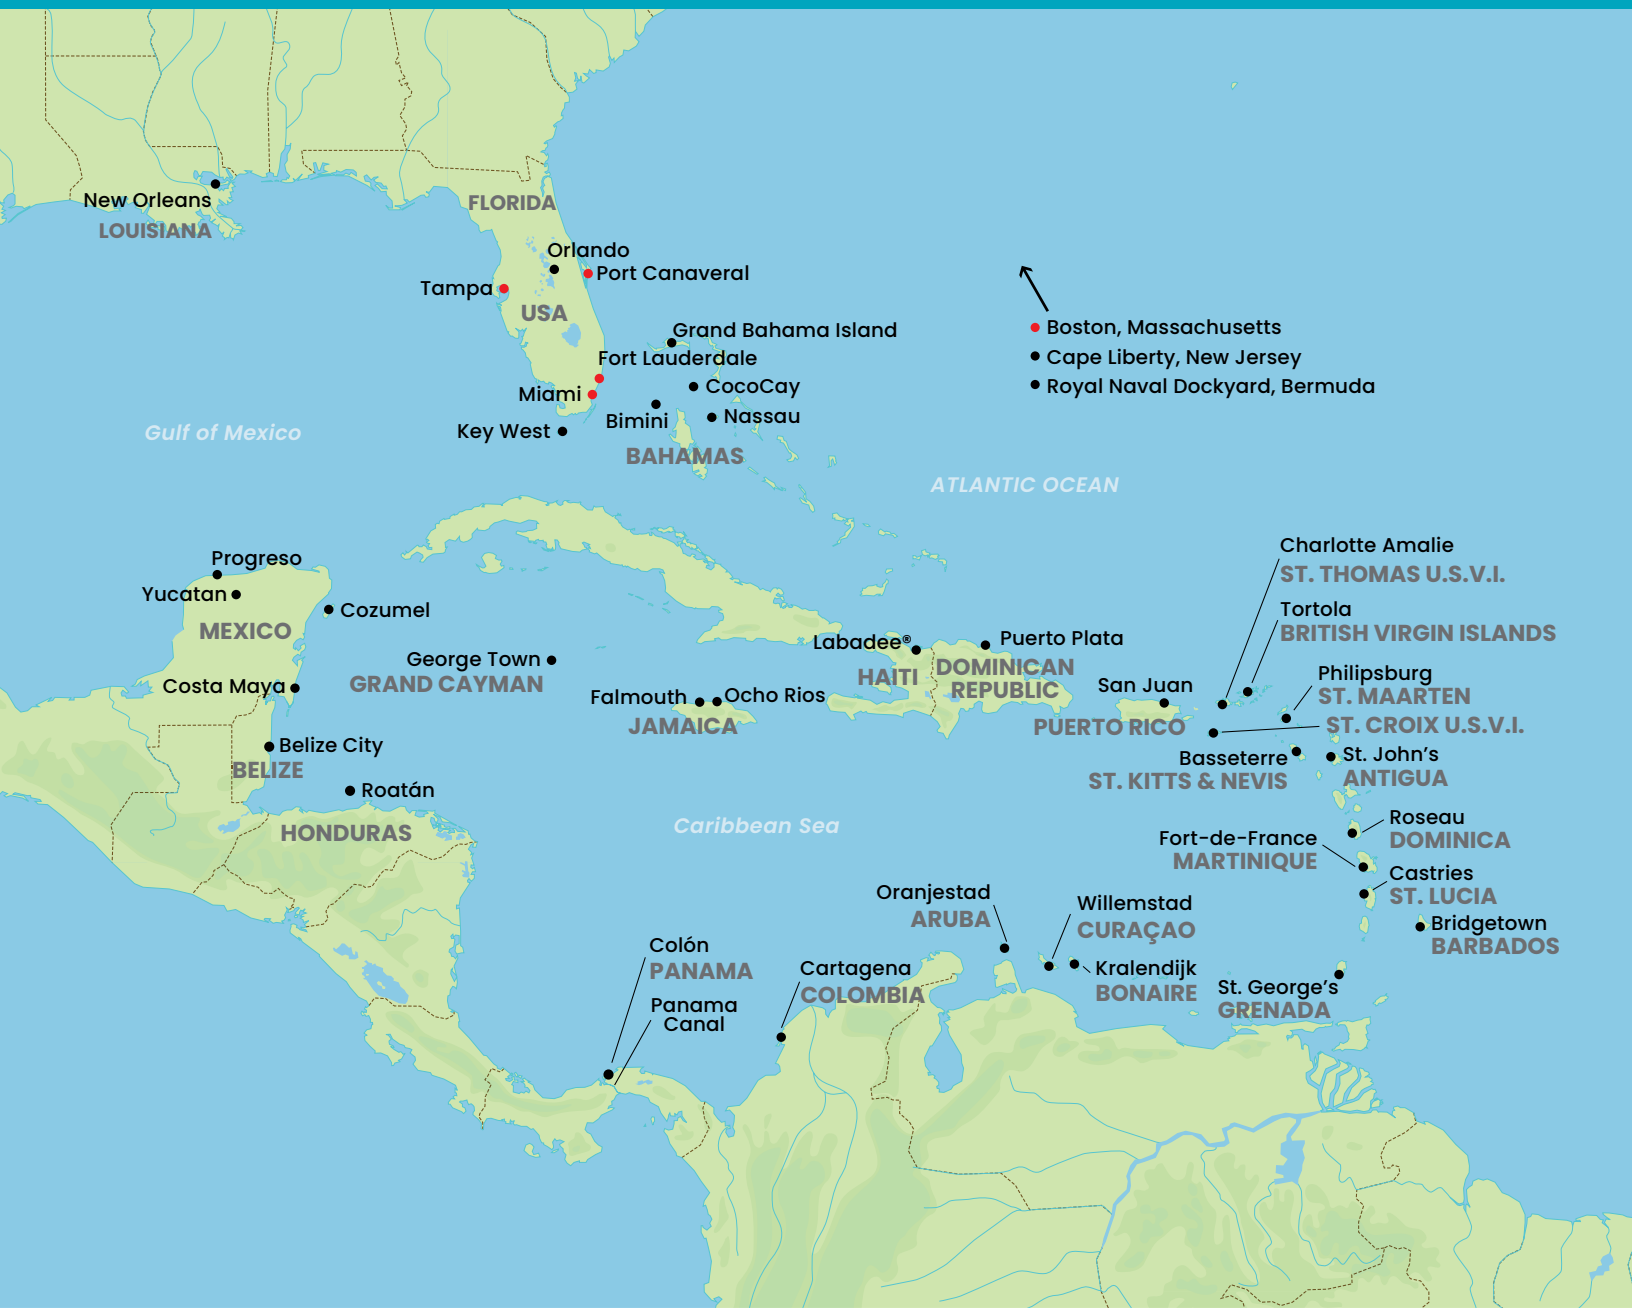 New Orleans
LOUISIANA
FLORIDA
Orlando
Port Canaveral
Tampa
USA
Grand Bahama Island
Fort Lauderdale
Miami
CocoCay
Bimini
Nassau
Key West
BAHAMAS
Boston, Massachusetts
Cape Liberty, New Jersey
Royal Naval Dockyard, Bermuda
Gulf of Mexico
ATLANTIC OCEAN
Progreso
Yucatan
Cozumel
MEXICO
Costa Maya
George Town
GRAND CAYMAN
Falmouth
Ocho Rios
JAMAICA
Labadee®
HAITI
Puerto Plata
DOMINICAN
REPUBLIC
San Juan
PUERTO RICO
Charlotte Amalie
ST. THOMAS U.S.V.I.
Tortola
BRITISH VIRGIN ISLANDS
Philipsburg
ST. MAARTEN
ST. CROIX U.S.V.I.
Basseterre
ST. KITTS & NEVIS
St. John's
ANTIGUA
Belize City
BELIZE
Roatán
HONDURAS
Caribbean Sea
Roseau
DOMINICA
Fort-de-France
MARTINIQUE
Castries
ST. LUCIA
Bridgetown
BARBADOS
Oranjestad
ARUBA
Willemstad
CURAÇAO
Kralendijk
BONAIRE
St. George's
GRENADA
Colón
PANAMA
Panama
Canal
Cartagena
COLOMBIA